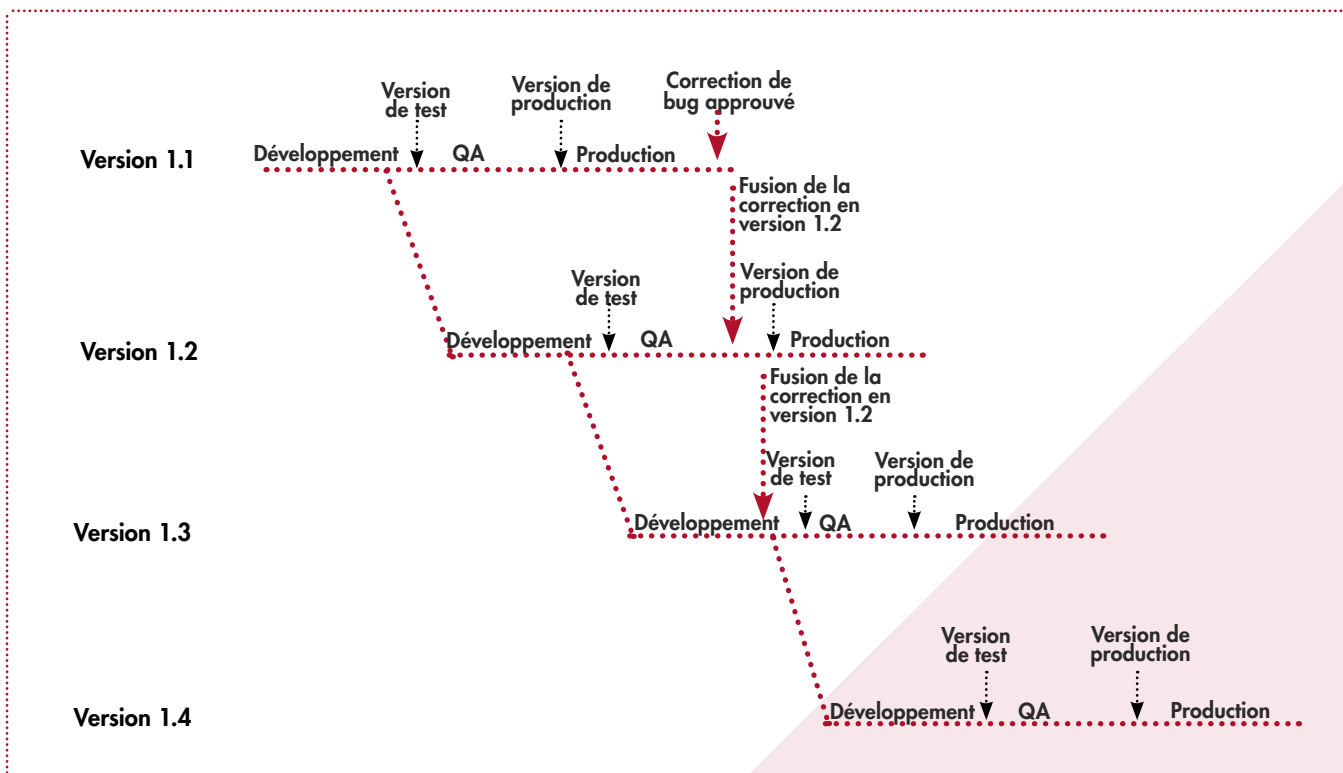 Version
de test
Version de
production
Correction de
bug approuvé
Version 1.1
Développement
QA
Production
Fusion de la
correction en
version 1.2
Version
de test
Version de
production
Version 1.2
Développement
QA
Production
Fusion de la
correction en
version 1.2
Version
de test
Version de
production
Version 1.3
Développement
QA
Production
Version
de test
Version de
production
Version 1.4
Développement
QA
Production